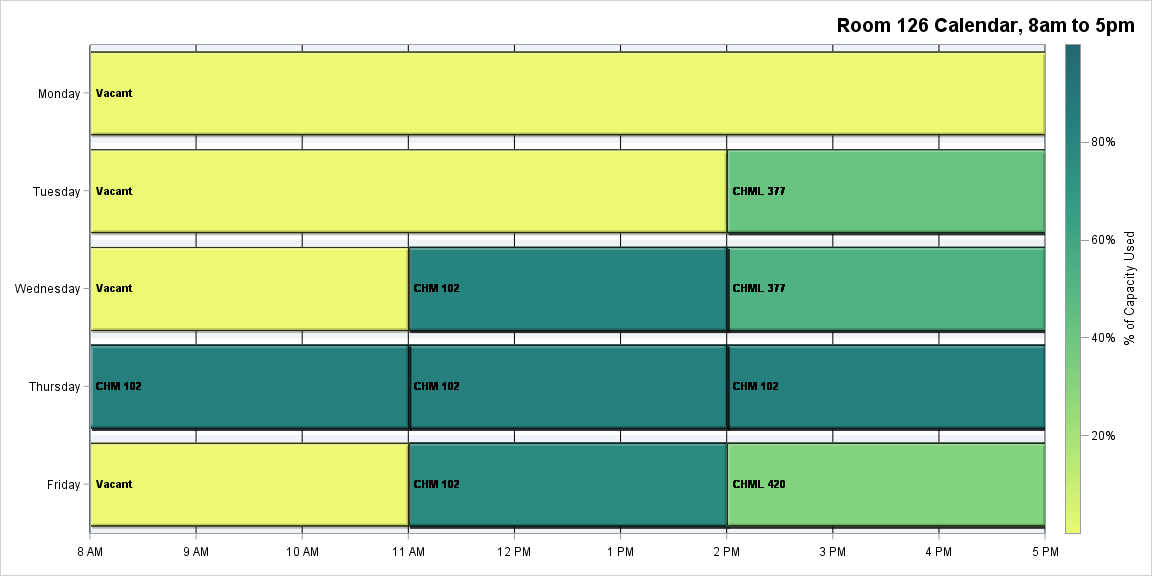 Room 126 Calendar, 8am to 5pm
Monday
Vacant
Tuesday
Vacant
CHML 377
Wednesday
Vacant
CHM 102
CHML 377
Thursday
CHM 102
CHM 102
CHM 102
Friday
Vacant
CHM 102
CHML 420
8 AM
9 AM
10 AM
11 AM
12 PM
1 PM
2 PM
3 PM
4 PM
5 PM
80%
60%
40%
20%
% of Capacity Used